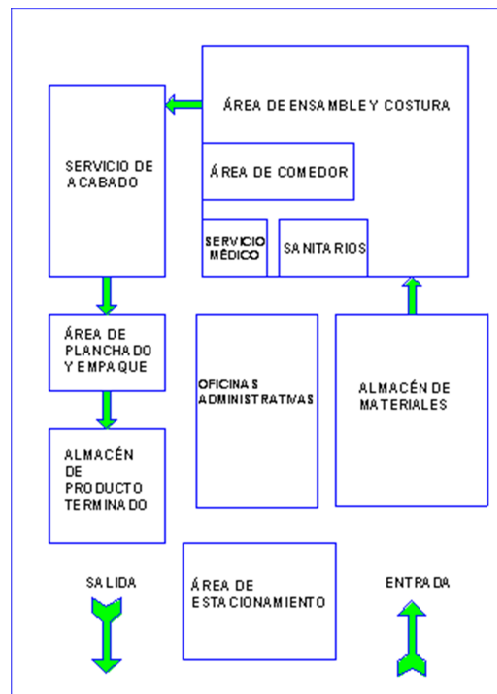 ÁREA DE ENSAMBLE Y COSTURA
SERVICIO DE
ACABADO
ÁREA DE COMEDOR
SERVICIO
MÉDICO
SANITARIOS
ÁREA DE
PLANCHADO
Y EMPAQUE
OFICINAS
ADMINISTRATIVAS
ALMACÉN DE
MATERIALES
ALMACÉN
DE
PRODUCTO
TERMINADO
SALIDA
ÁREA DE
ESTACIONAMIENTO
ENTRADA